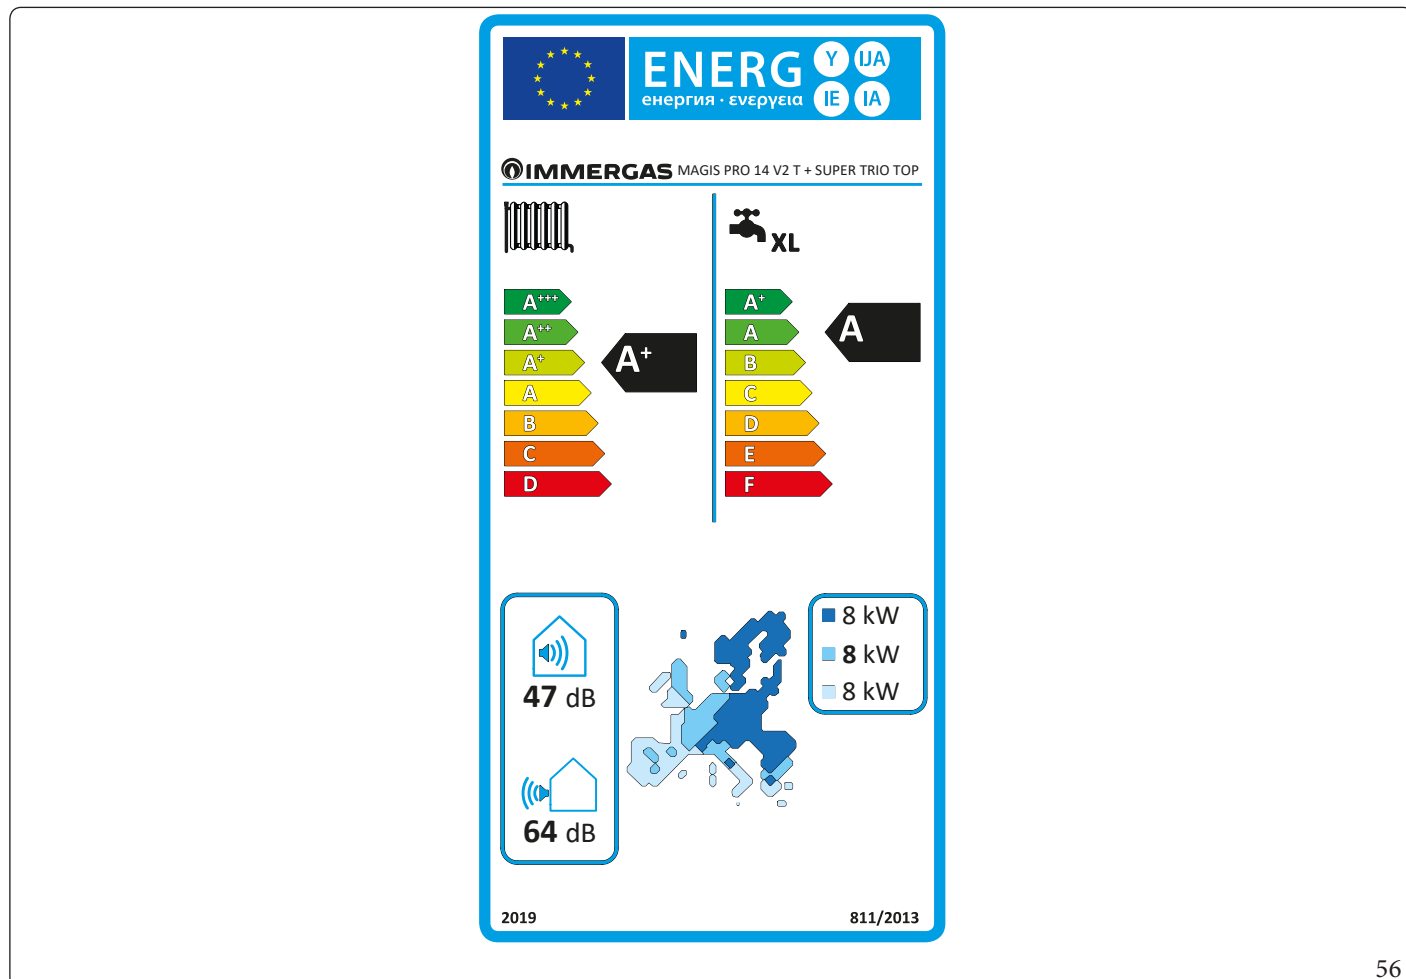 ENERG Y IJA
енергия · ενεργεια IE IA
IMMERGAS MAGIS PRO 14 V2 T + SUPER TRIO TOP
XL
A+++
A++
A+
A
B
C
D
A+
A+
A
B
C
D
E
F
A
47 dB
64 dB
8 kW
8 kW
8 kW
2019
811/2013
56